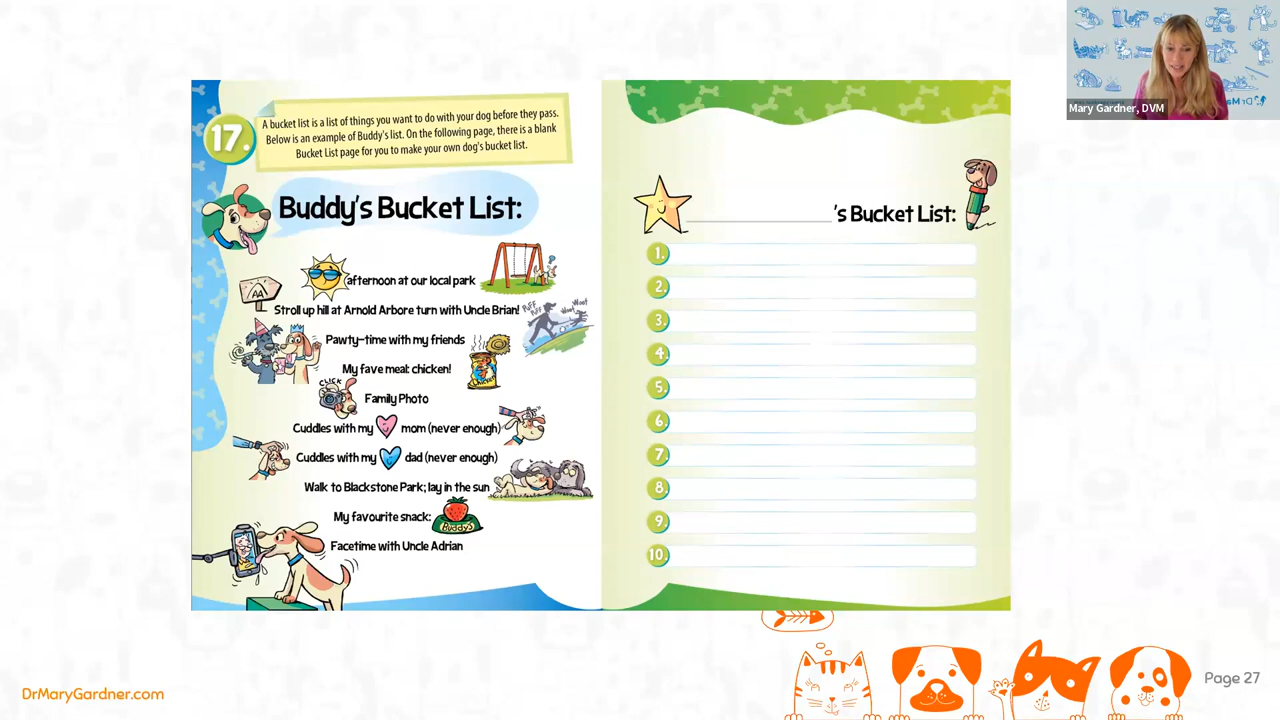 Mary Gardner, DVM
17.
A bucket list is a list of things you want to do with your dog before they pass.
Below is an example of Buddy's list. On the following page, there is a blank
Bucket List page for you to make your own dog's bucket list.
Buddy's Bucket List:
afternoon at our local park
AA
Stroll up hill at Arnold Arbore turn with Uncle Brian!
PUFF PUFF
Woof Woof
Pawty-time with my friends
My fave meal: chicken!
CLICK
Family Photo
Cuddles with my mom (never enough)
Cuddles with my dad (never enough)
Walk to Blackstone Park; lay in the sun
My favourite snack:
Buddy's
Facetime with Uncle Adrian
's Bucket List:
1.
2.
3.
4.
5.
6.
7.
8.
9.
10.
DrMaryGardner.com
Page 27